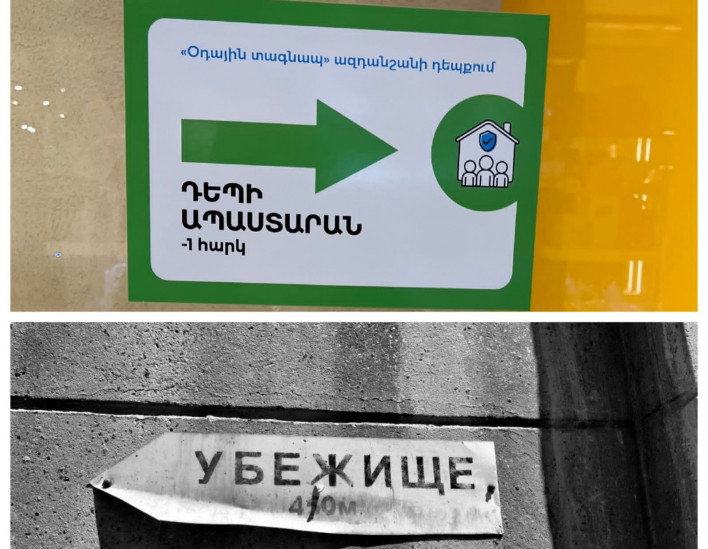 «Օդային տագնապ» ազդանշանի դեպքում
ԴԵՊԻ
ԱՊԱՍՏԱՐԱՆ
-1 հարկ
УБЕЖИЩЕ